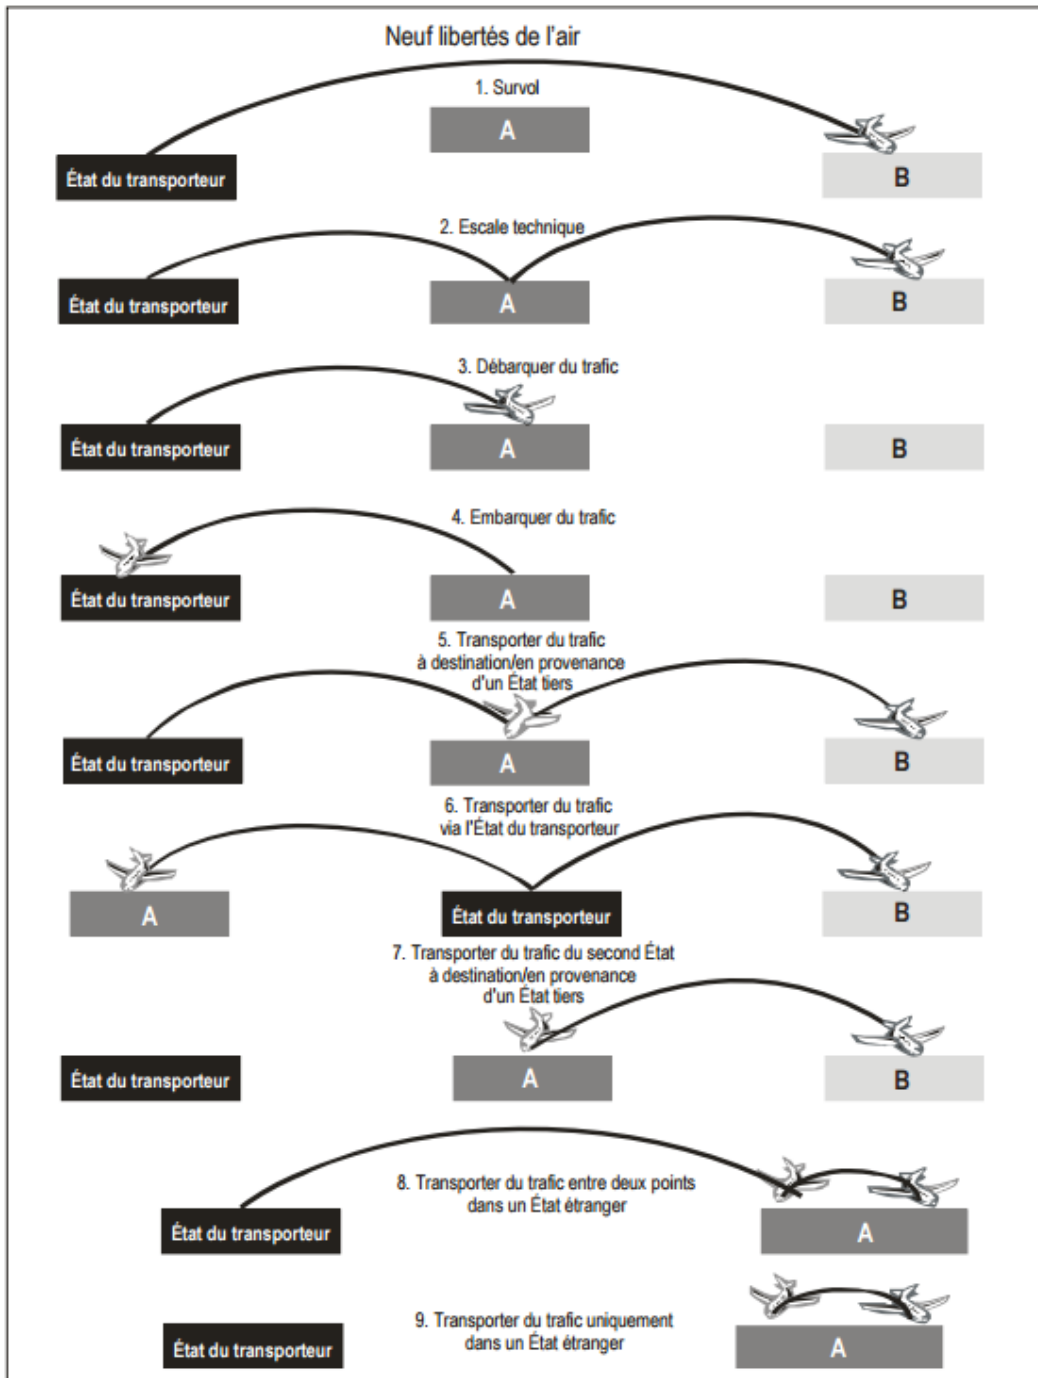 Neuf libertés de l'air
1. Survol
A
État du transporteur
B
2. Escale technique
État du transporteur
A
B
3. Débarquer du trafic
État du transporteur
A
B
4. Embarquer du trafic
État du transporteur
A
B
5. Transporter du trafic
à destination/en provenance
d'un État tiers
État du transporteur
A
B
6. Transporter du trafic
via l'État du transporteur
A
État du transporteur
B
7. Transporter du trafic du second État
à destination/en provenance
d'un État tiers
État du transporteur
A
B
8. Transporter du trafic entre deux points
dans un État étranger
État du transporteur
A
9. Transporter du trafic uniquement
dans un État étranger
État du transporteur
A